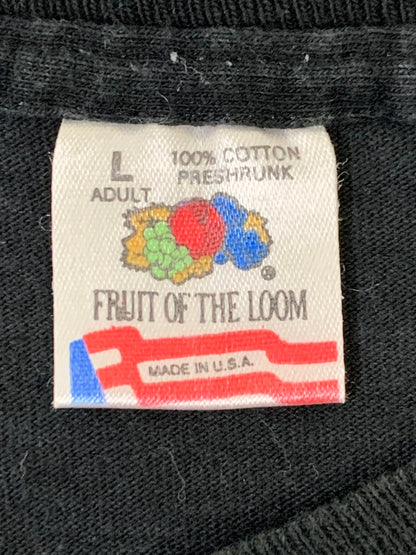 L 100% COTTON
ADULT PRESHRUNK
®
FRUIT OF THE LOOM
MADE IN U.S.A.